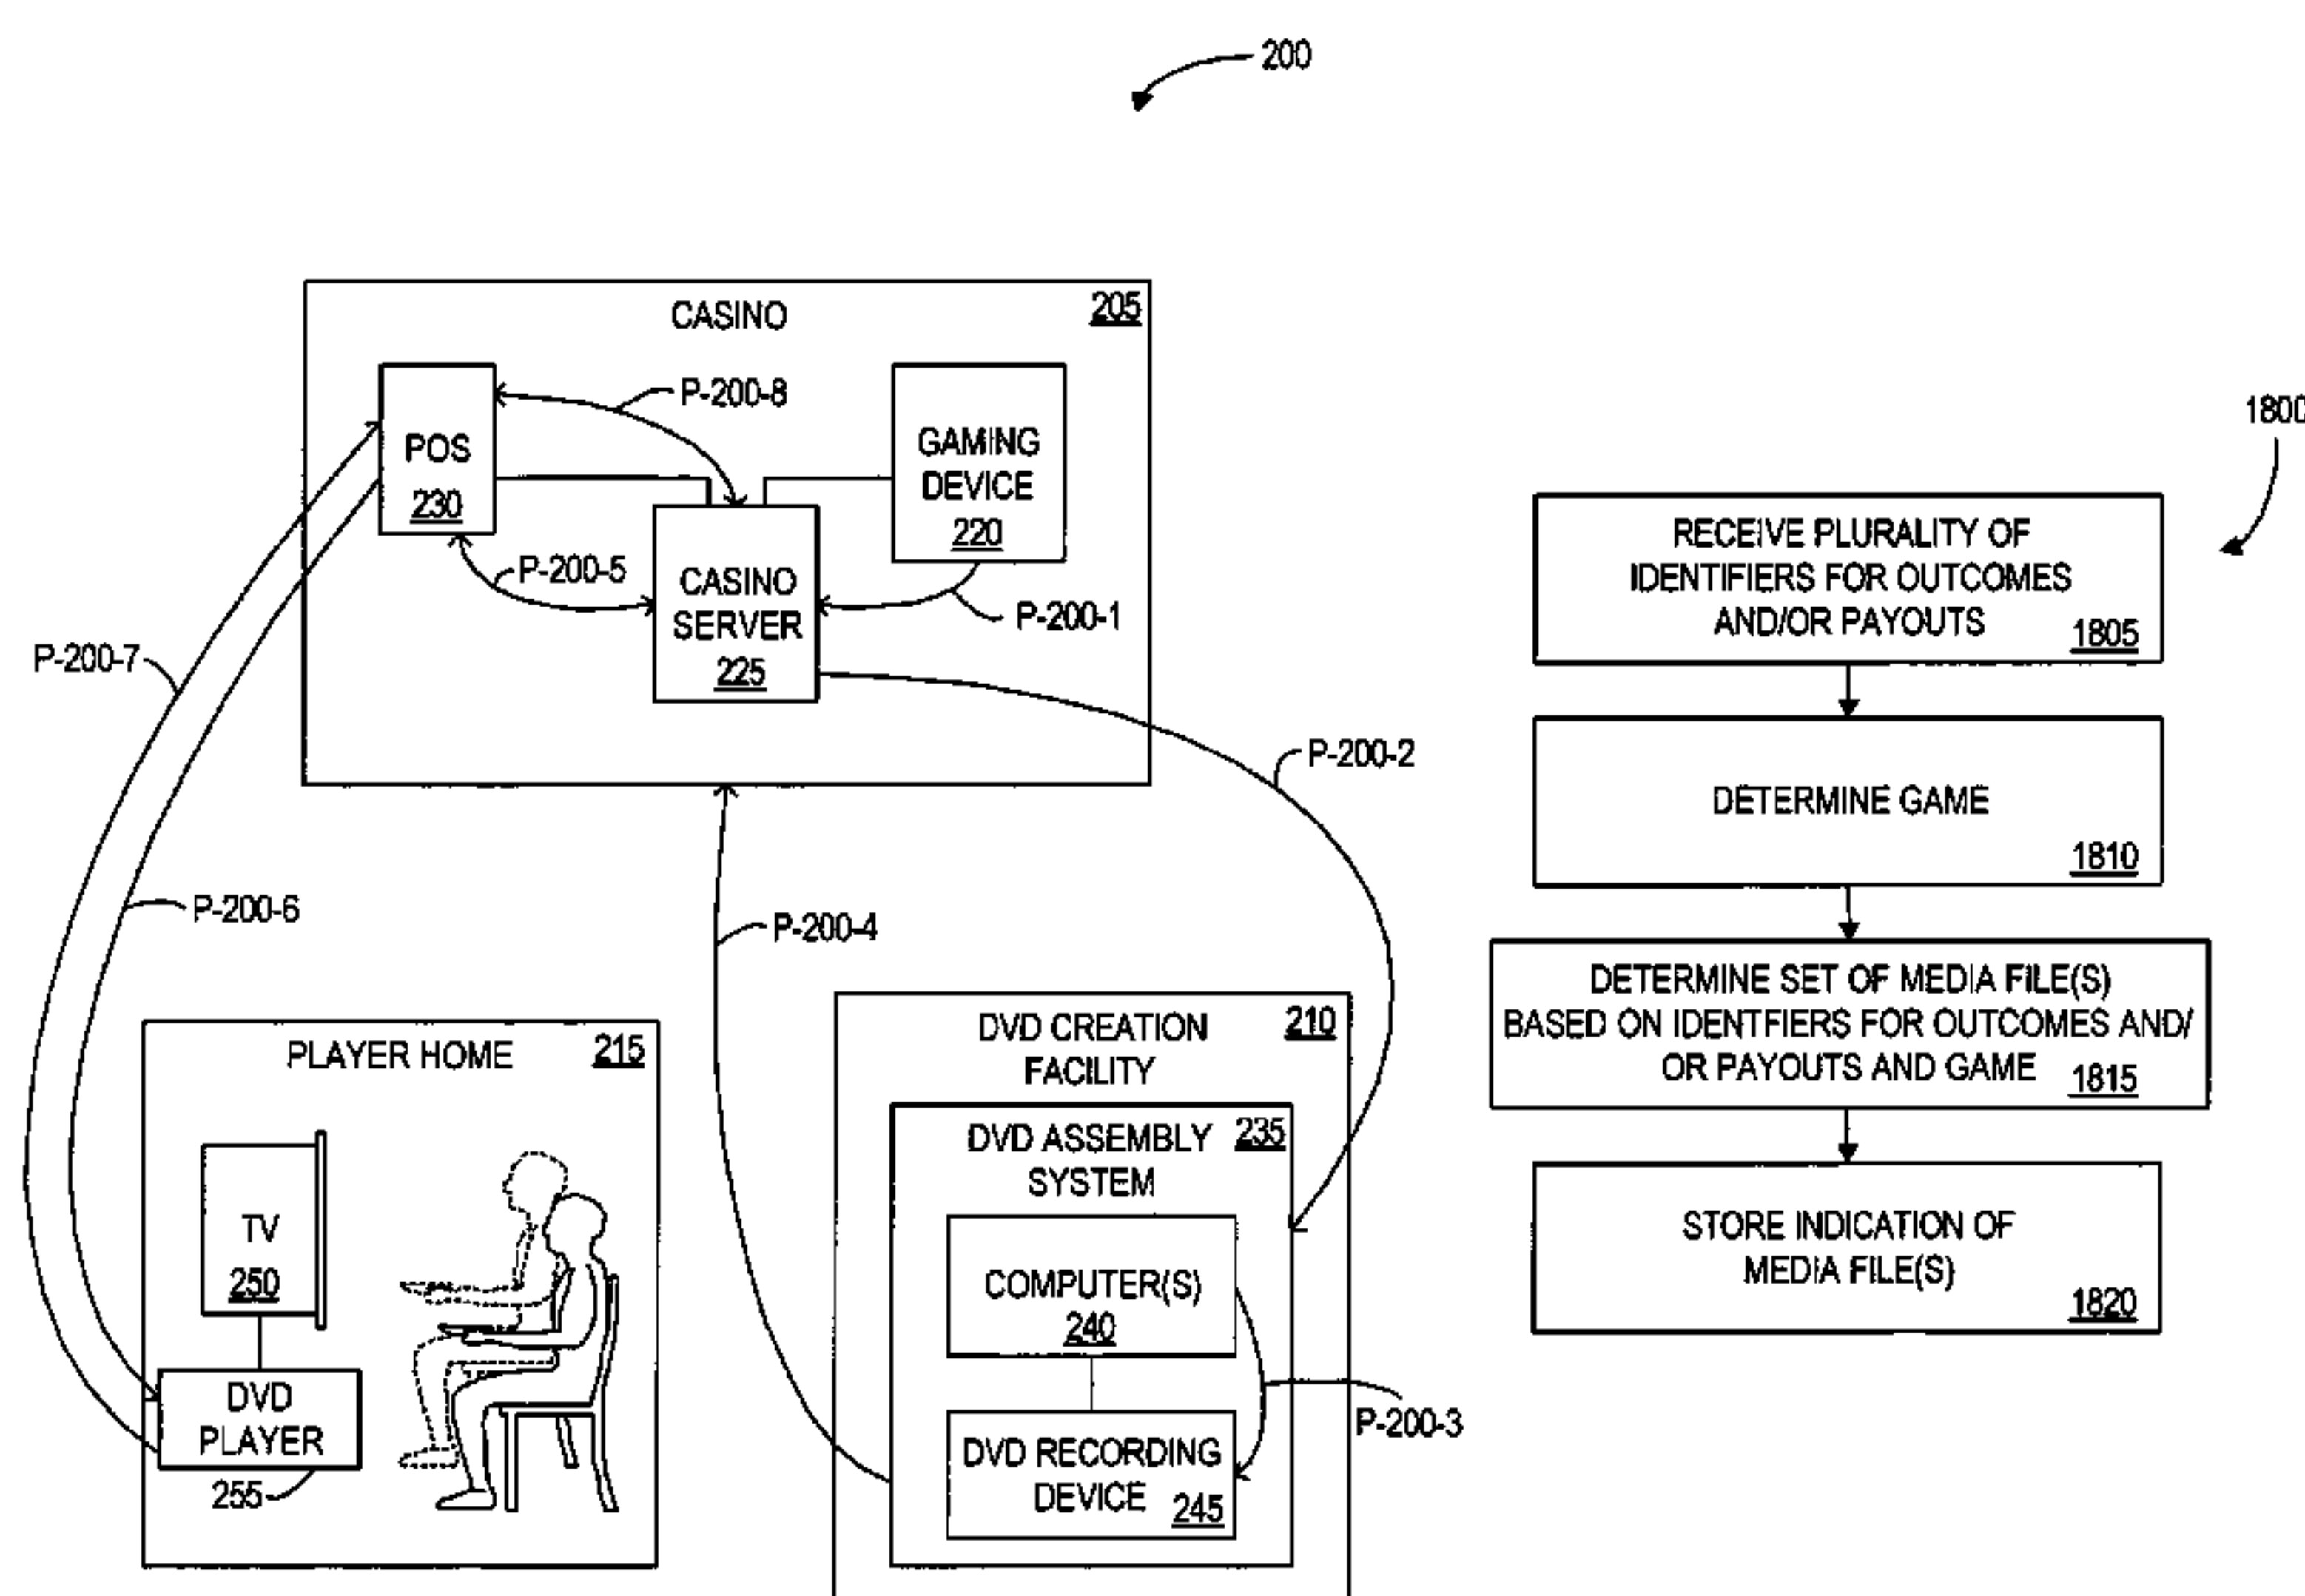 200
CASINO
205
POS
230
P-200-8
GAMING
DEVICE
220
P-200-5
CASINO
SERVER
225
P-200-1
P-200-7
P-200-2
P-200-6
P-200-4
PLAYER HOME
215
TV
250
DVD
PLAYER
255
DVD CREATION
FACILITY
210
DVD ASSEMBLY
SYSTEM
235
COMPUTER(S)
240
P-200-3
DVD RECORDING
DEVICE
245
1800
RECEIVE PLURALITY OF
IDENTIFIERS FOR OUTCOMES
AND/OR PAYOUTS
1805
DETERMINE GAME
1810
DETERMINE SET OF MEDIA FILE(S)
BASED ON IDENTFIERS FOR OUTCOMES AND/
OR PAYOUTS AND GAME
1815
STORE INDICATION OF
MEDIA FILE(S)
1820